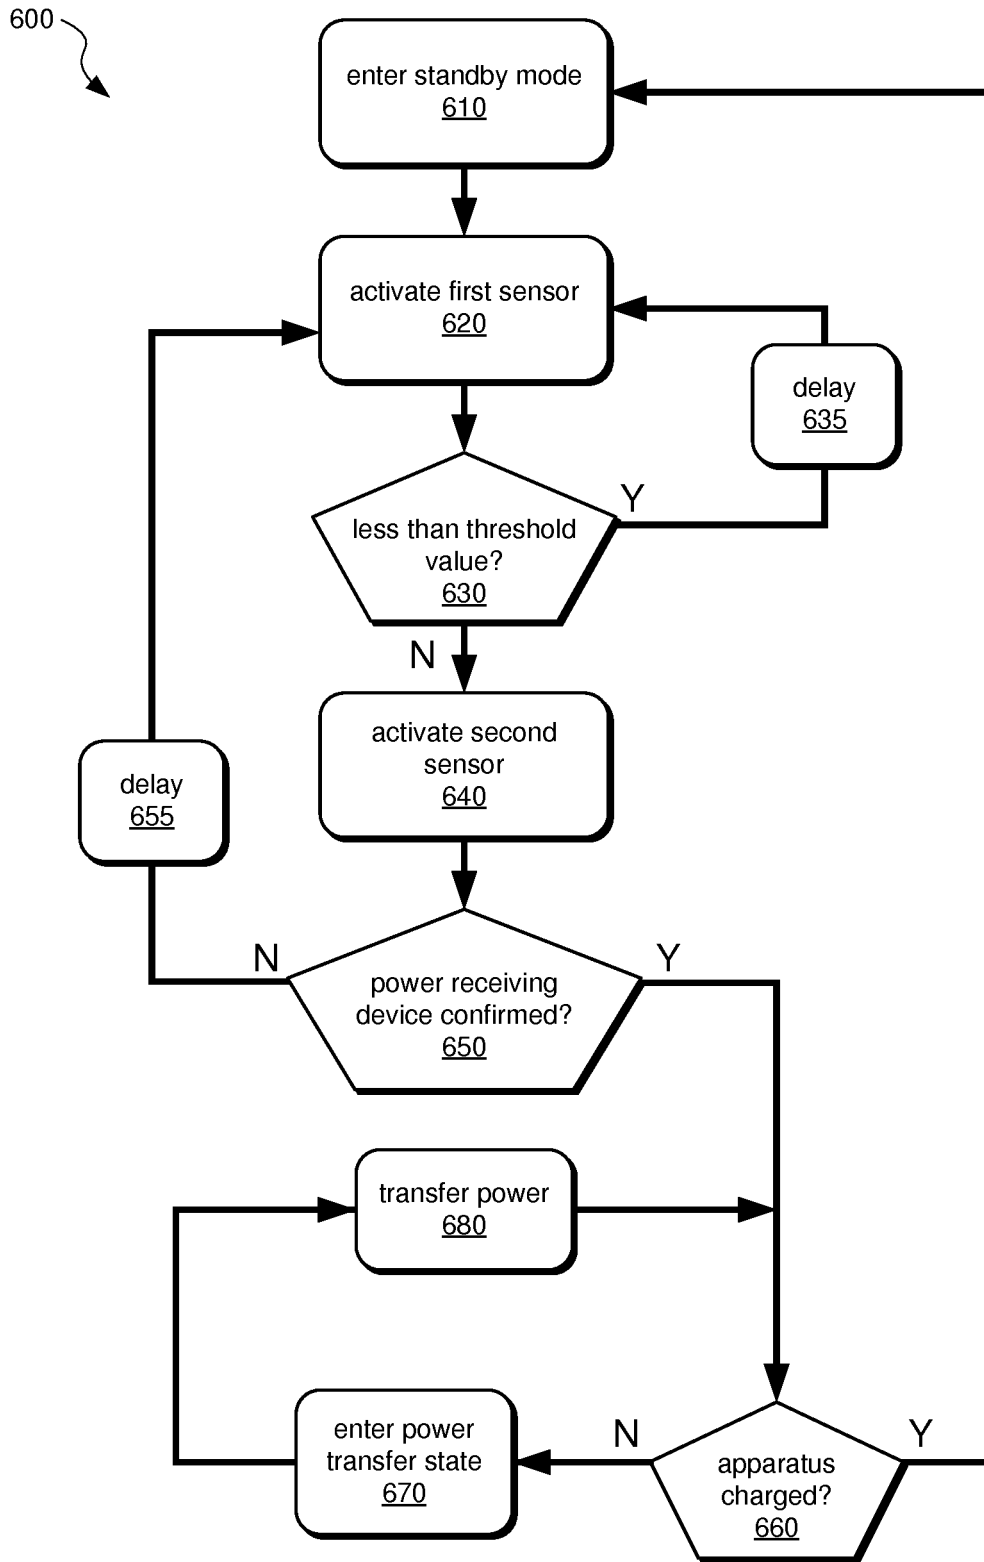 600
enter standby mode
610
activate first sensor
620
delay
635
Y
less than threshold
value?
630
N
activate second
sensor
640
delay
655
N
Y
power receiving
device confirmed?
650
transfer power
680
enter power
transfer state
670
N
Y
apparatus
charged?
660